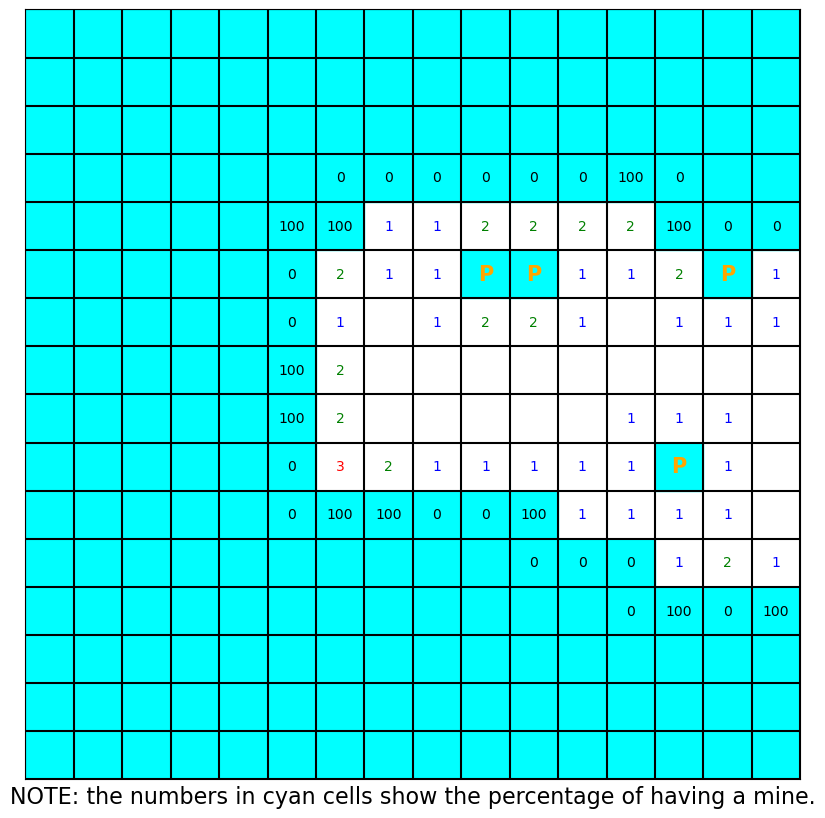 0 0 0 0 0 0 100 0
100 100 1 1 2 2 2 2 100 0 0
0 2 1 1 P P 1 1 2 P 1
0 1 1 2 2 1 1 1 1
100 2
100 2 1 1 1
0 3 2 1 1 1 1 1 P 1
0 100 100 0 0 100 1 1 1 1
0 0 0 1 2 1
0 100 0 100
NOTE: the numbers in cyan cells show the percentage of having a mine.